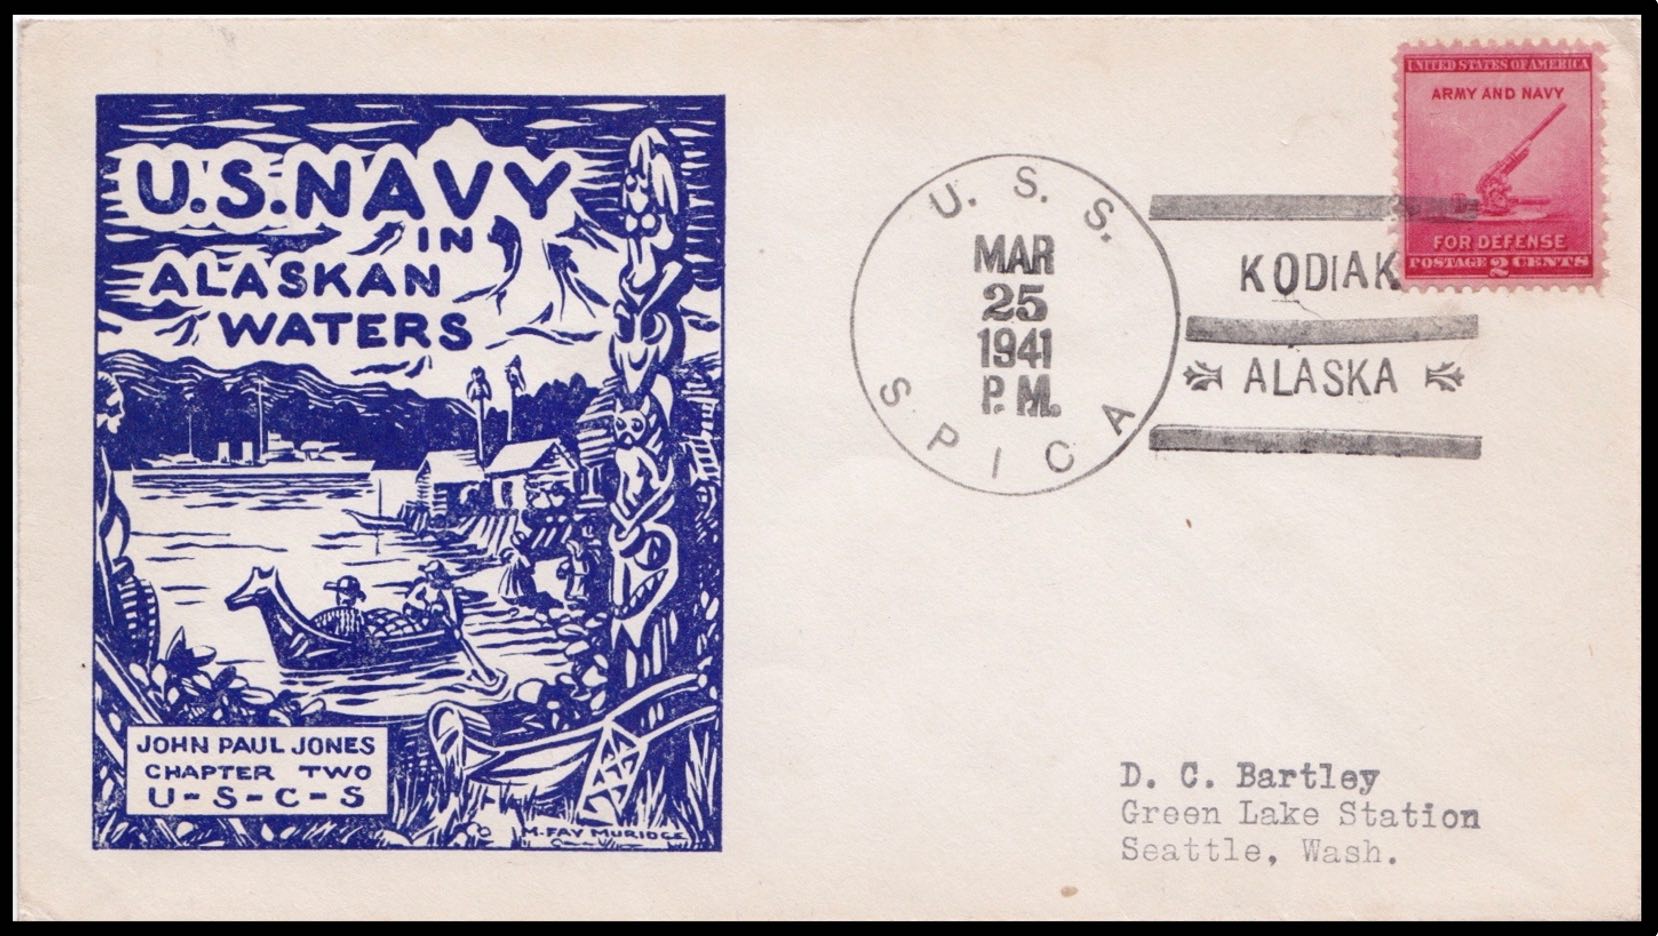 U.S. NAVY
IN
ALASKAN
WATERS
JOHN PAUL JONES
CHAPTER TWO
U-S-C-S
M. FAY MURIDGE
U. S. S.
MAR
25
1941
P. M.
SPICA
KODIAK
ALASKA
UNITED STATES OF AMERICA
ARMY AND NAVY
FOR DEFENSE
POSTAGE 2 CENTS
D. C. Bartley
Green Lake Station
Seattle, Wash.